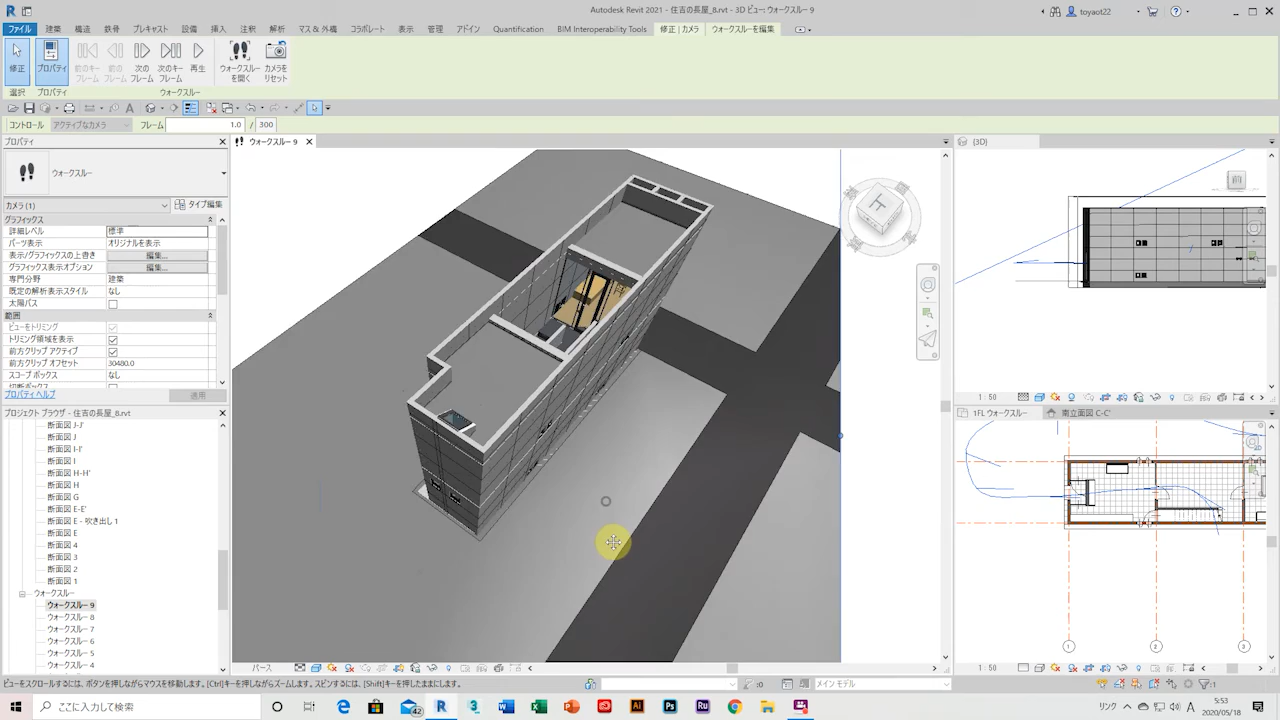 Autodesk Revit 2021 - 住吉の長屋_8.rvt - 3D ビュー: ウォークスルー 9
toyaot22
ファイル 建築 構造 鉄骨 プレキャスト 設備 挿入 注釈 解析 マス & 外構 コラボレート 表示 管理 アドイン Quantification BIM Interoperability Tools 修正 | カメラ ウォークスルーを編集
修正 プロパティ 前のキーフレーム 前のフレーム 次のフレーム 次のキーフレーム 再生 ウォークスルーを開く カメラをリセット
選択 プロパティ ウォークスルー
コントロール アクティブなカメラ フレーム 1.0 / 300
プロパティ
ウォークスルー 9
{3D}
ウォークスルー
カメラ (1)
タイプ編集
グラフィックス
詳細レベル 標準
パーツ表示 オリジナルを表示
表示/グラフィックスの上書き 編集...
グラフィックス表示オプション 編集...
専門分野 建築
既定の解析表示スタイル なし
太陽パス
範囲
ビューをトリミング
トリミング領域を表示
前方クリップ アクティブ
前方クリップ オフセット 30480.0
スコープ ボックス なし
プロパティ ヘルプ
適用
プロジェクト ブラウザ - 住吉の長屋_8.rvt
断面図 J-J'
断面図 J
断面図 I-I'
断面図 I
断面図 H-H'
断面図 H
断面図 G
断面図 E-E'
断面図 E - 吹き出し 1
断面図 E
断面図 4
断面図 3
断面図 2
断面図 1
ウォークスルー
ウォークスルー 9
ウォークスルー 8
ウォークスルー 7
ウォークスルー 6
ウォークスルー 5
ウォークスルー 4
パース
1 : 50
1FL ウォークスルー
南立面図 C-C'
1
2
3
1 : 50
ビューをスクロールするには、ボタンを押しながらマウスを移動します。[Ctrl]キーを押しながらズームします。スピンするには、[Shift]キーを押したままにします。
:0
メイン モデル
:1
ここに入力して検索
42
リンク
5:53
2020/05/18